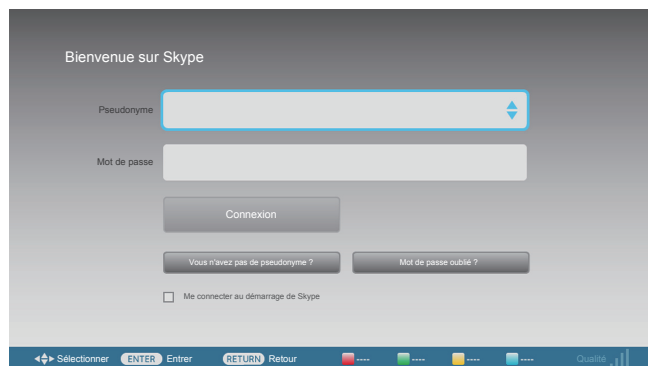 Bienvenue sur Skype
Pseudonyme
Mot de passe
Connexion
Vous n'avez pas de pseudonyme ? Mot de passe oublié ?
Me connecter au démarrage de Skype
Sélectionner ENTER Entrer RETURN Retour ---- ---- ---- ---- Qualité